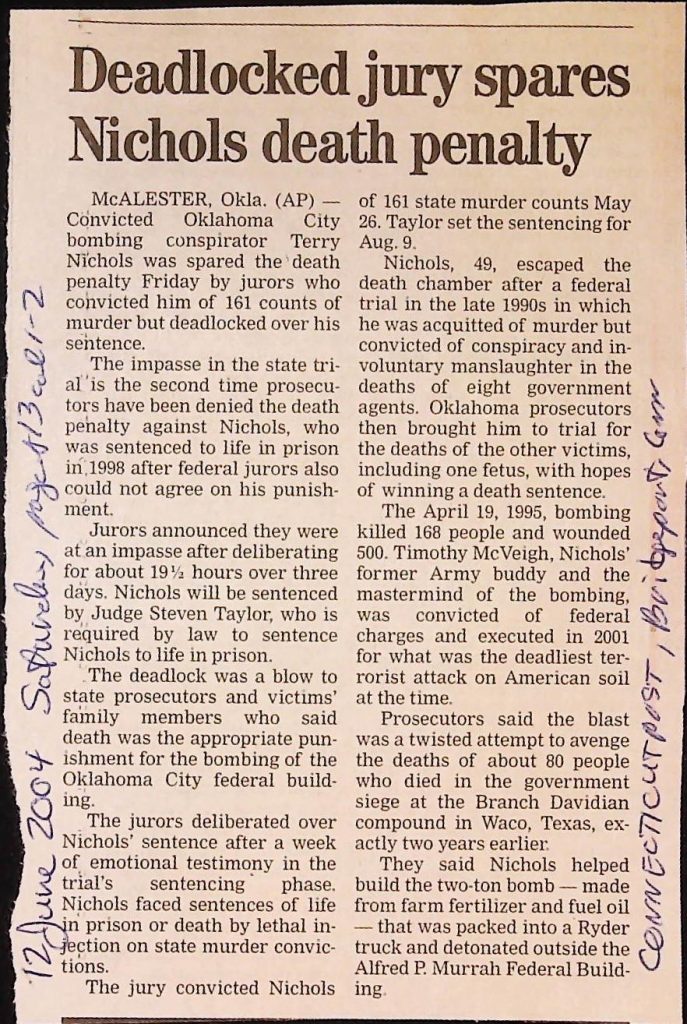 Deadlocked jury spares
Nichols death penalty
McALESTER, Okla. (AP) —
Convicted Oklahoma City
bombing conspirator Terry
Nichols was spared the death
penalty Friday by jurors who
convicted him of 161 counts of
murder but deadlocked over his
sentence.
The impasse in the state tri-
al is the second time prosecu-
tors have been denied the death
penalty against Nichols, who
was sentenced to life in prison
in 1998 after federal jurors also
could not agree on his punish-
ment.
Jurors announced they were
at an impasse after deliberating
for about 19½ hours over three
days. Nichols will be sentenced
by Judge Steven Taylor, who is
required by law to sentence
Nichols to life in prison.
The deadlock was a blow to
state prosecutors and victims'
family members who said
death was the appropriate pun-
ishment for the bombing of the
Oklahoma City federal build-
ing.
The jurors deliberated over
Nichols' sentence after a week
of emotional testimony in the
trial's sentencing phase.
Nichols faced sentences of life
in prison or death by lethal in-
jection on state murder convic-
tions.
The jury convicted Nichols
of 161 state murder counts May
26. Taylor set the sentencing for
Aug. 9.
Nichols, 49, escaped the
death chamber after a federal
trial in the late 1990s in which
he was acquitted of murder but
convicted of conspiracy and in-
voluntary manslaughter in the
deaths of eight government
agents. Oklahoma prosecutors
then brought him to trial for
the deaths of the other victims,
including one fetus, with hopes
of winning a death sentence.
The April 19, 1995, bombing
killed 168 people and wounded
500. Timothy McVeigh, Nichols'
former Army buddy and the
mastermind of the bombing,
was convicted of federal
charges and executed in 2001
for what was the deadliest ter-
rorist attack on American soil
at the time.
Prosecutors said the blast
was a twisted attempt to avenge
the deaths of about 80 people
who died in the government
siege at the Branch Davidian
compound in Waco, Texas, ex-
actly two years earlier.
They said Nichols helped
build the two-ton bomb — made
from farm fertilizer and fuel oil
— that was packed into a Ryder
truck and detonated outside the
Alfred P. Murrah Federal Build-
ing.
12 June 2004 Saturday page A13 col 1-2
CONNECTICUT POST, Bridgeport, Conn